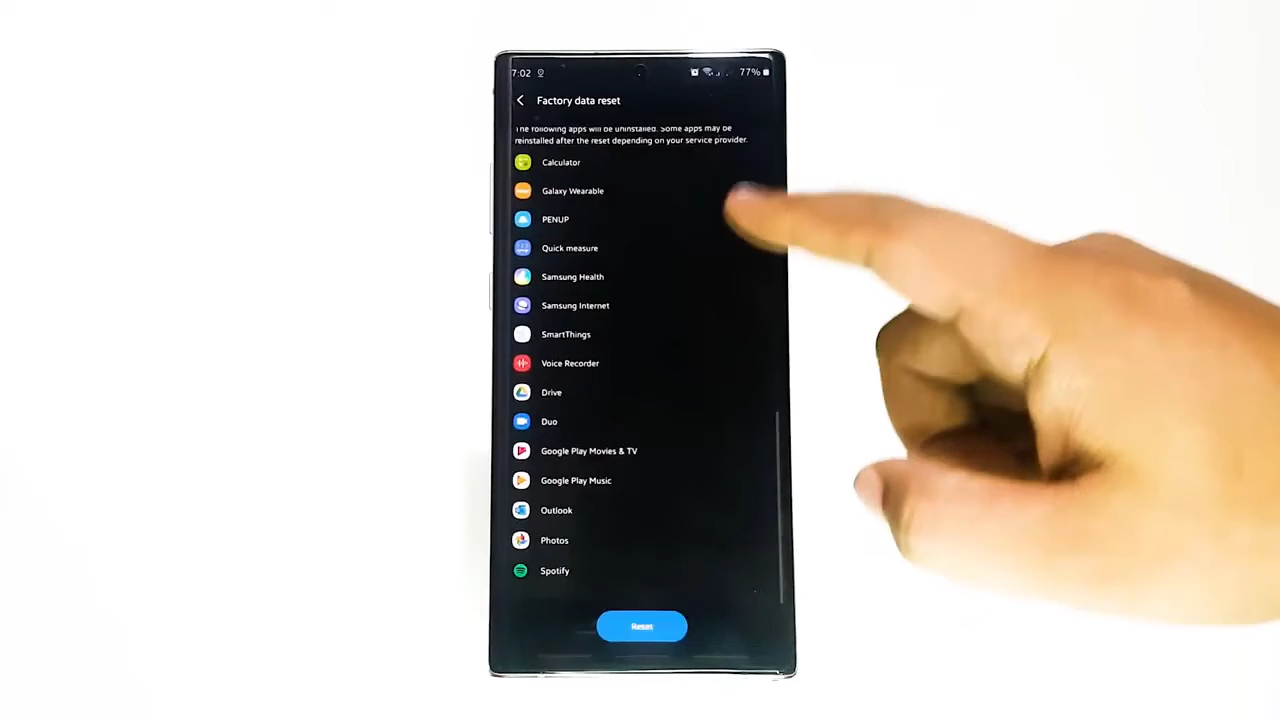 7:02
77%
Factory data reset
The following apps will be uninstalled. Some apps may be
reinstalled after the reset depending on your service provider.
Calculator
Galaxy Wearable
PENUP
Quick measure
Samsung Health
Samsung Internet
SmartThings
Voice Recorder
Drive
Duo
Google Play Movies & TV
Google Play Music
Outlook
Photos
Spotify
Reset